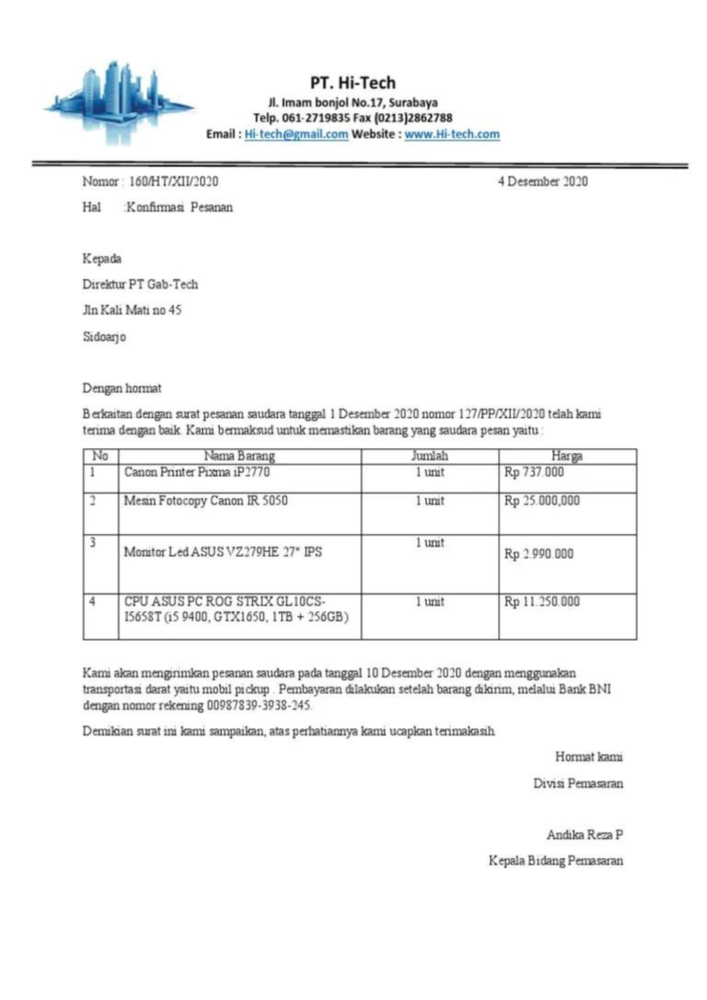 PT. Hi-Tech
Jl. Imam bonjol No.17, Surabaya
Telp. 061-2719835 Fax (0213)2862788
Email : Hi-tech@gmail.com Website : www.Hi-tech.com
Nomor : 160/HT/XII/2020 4 Desember 2020
Hal :Konfirmasi Pesanan
Kepada
Direktur PT Gab-Tech
Jln Kali Mati no 45
Sidoarjo
Dengan hormat
Berkaitan dengan surat pesanan saudara tanggal 1 Desember 2020 nomor 127/PP/XII/2020 telah kami
terima dengan baik. Kami bermaksud untuk memastikan barang yang saudara pesan yaitu :
No Nama Barang Jumlah Harga
1 Canon Printer Pixma iP2770 1 unit Rp 737.000
2 Mesin Fotocopy Canon IR 5050 1 unit Rp 25.000,000
3 Monitor Led ASUS VZ279HE 27" IPS 1 unit Rp 2.990.000
4 CPU ASUS PC ROG STRIX GL10CS- 1 unit Rp 11.250.000
I5658T (i5 9400, GTX1650, 1TB + 256GB)
Kami akan mengirimkan pesanan saudara pada tanggal 10 Desember 2020 dengan menggunakan
transportasi darat yaitu mobil pickup . Pembayaran dilakukan setelah barang dikirim, melalui Bank BNI
dengan nomor rekening 00987839-3938-245.
Demikian surat ini kami sampaikan, atas perhatiannya kami ucapkan terimakasih.
Hormat kami
Divisi Pemasaran
Andika Reza P
Kepala Bidang Pemasaran